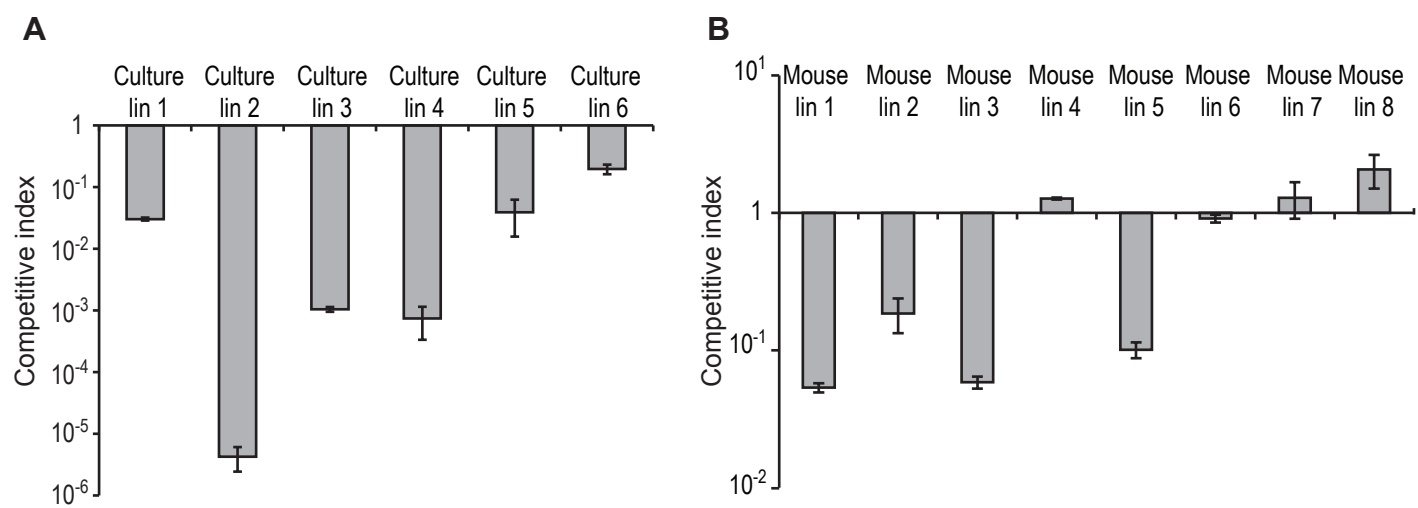 A
Culture Culture Culture Culture Culture Culture
lin 1 lin 2 lin 3 lin 4 lin 5 lin 6
1
10-1
10-2
10-3
10-4
10-5
10-6
Competitive index
B
Mouse Mouse Mouse Mouse Mouse Mouse Mouse Mouse
lin 1 lin 2 lin 3 lin 4 lin 5 lin 6 lin 7 lin 8
101
1
10-1
10-2
Competitive index